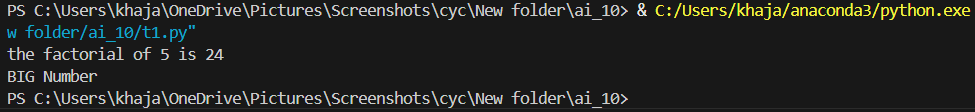 PS C:\Users\khaja\OneDrive\Pictures\Screenshots\cyc\New folder\ai_10> & C:/Users/khaja/anaconda3/python.exe
w folder/ai_10/t1.py"
the factorial of 5 is 24
BIG Number
PS C:\Users\khaja\OneDrive\Pictures\Screenshots\cyc\New folder\ai_10>